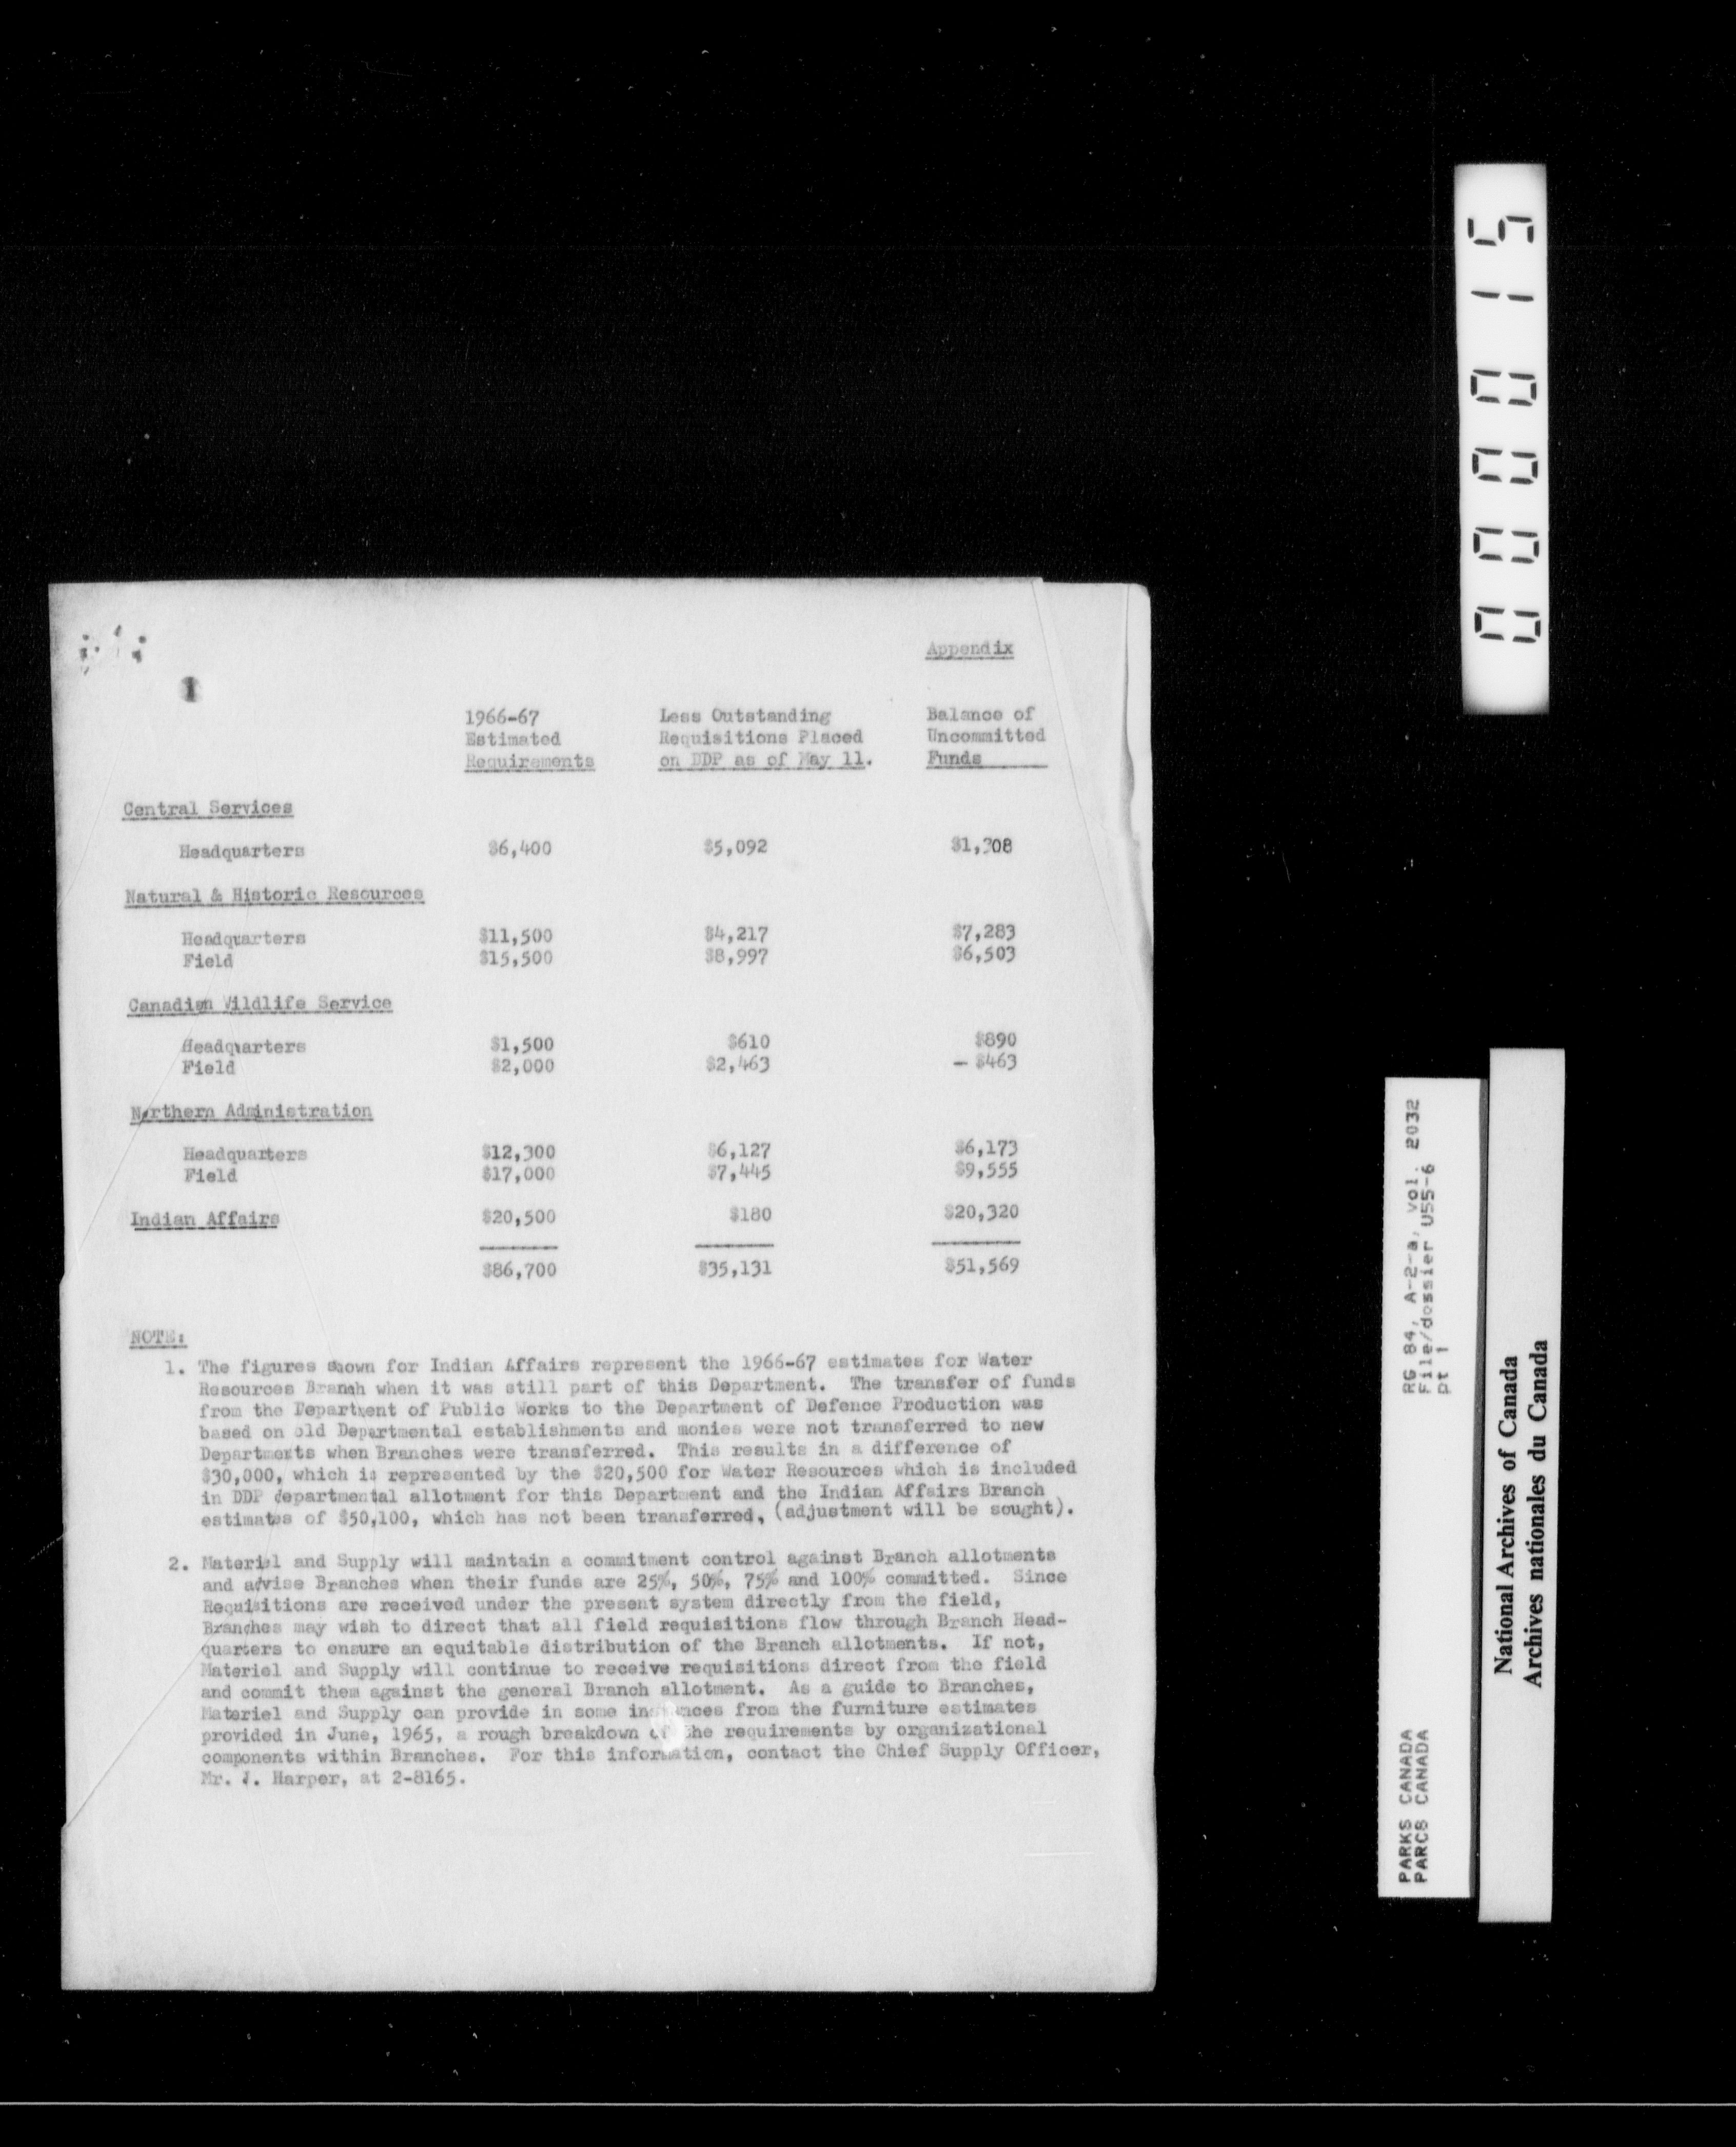 Appendix
1
1966-67 Less Outstanding Balance of
Estimated Requisitions Placed Uncommitted
Requirements on DDP as of May 11. Funds
Central Services
Headquarters $6,400 $5,092 $1,308
Natural & Historic Resources
Headquarters $11,500 $4,217 $7,283
Field $15,500 $8,997 $6,503
Canadian Wildlife Service
Headquarters $1,500 $610 $890
Field $2,000 $2,463 - $463
Northern Administration
Headquarters $12,300 $6,127 $6,173
Field $17,000 $7,445 $9,555
Indian Affairs $20,500 $180 $20,320
$86,700 $35,131 $51,569
NOTE:
1. The figures shown for Indian Affairs represent the 1966-67 estimates for Water
Resources Branch when it was still part of this Department. The transfer of funds
from the Department of Public Works to the Department of Defence Production was
based on old Departmental establishments and monies were not transferred to new
Departments when Branches were transferred. This results in a difference of
$30,000, which is represented by the $20,500 for Water Resources which is included
in DDP departmental allotment for this Department and the Indian Affairs Branch
estimates of $50,100, which has not been transferred, (adjustment will be sought).
2. Materiel and Supply will maintain a commitment control against Branch allotments
and advise Branches when their funds are 25%, 50%, 75% and 100% committed. Since
Requisitions are received under the present system directly from the field,
Branches may wish to direct that all field requisitions flow through Branch Head-
quarters to ensure an equitable distribution of the Branch allotments. If not,
Materiel and Supply will continue to receive requisitions direct from the field
and commit them against the general Branch allotment. As a guide to Branches,
Materiel and Supply can provide in some instances from the furniture estimates
provided in June, 1965, a rough breakdown of the requirements by organizational
components within Branches. For this information, contact the Chief Supply Officer,
Mr. J. Harper, at 2-8165.
000015
RG 84, A-2-a, vol. 2032
File/dossier U55-6
pt 1
PARKS CANADA
PARCS CANADA
National Archives of Canada
Archives nationales du Canada